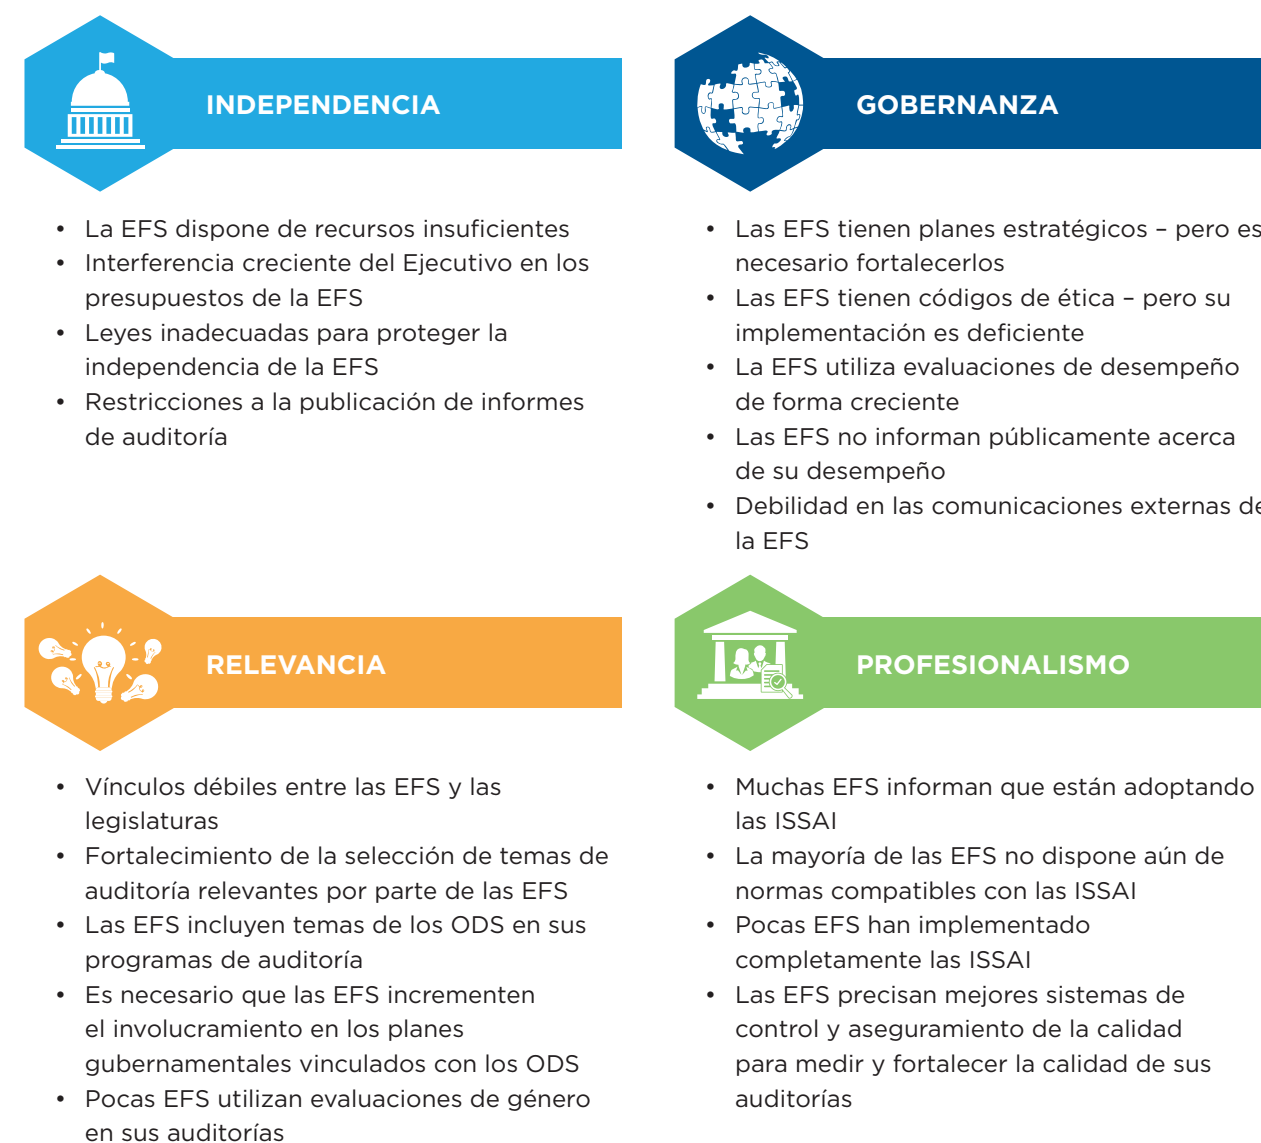 INDEPENDENCIA
• La EFS dispone de recursos insuficientes
• Interferencia creciente del Ejecutivo en los
presupuestos de la EFS
• Leyes inadecuadas para proteger la
independencia de la EFS
• Restricciones a la publicación de informes
de auditoría
GOBERNANZA
• Las EFS tienen planes estratégicos – pero es
necesario fortalecerlos
• Las EFS tienen códigos de ética – pero su
implementación es deficiente
• La EFS utiliza evaluaciones de desempeño
de forma creciente
• Las EFS no informan públicamente acerca
de su desempeño
• Debilidad en las comunicaciones externas de
la EFS
RELEVANCIA
• Vínculos débiles entre las EFS y las
legislaturas
• Fortalecimiento de la selección de temas de
auditoría relevantes por parte de las EFS
• Las EFS incluyen temas de los ODS en sus
programas de auditoría
• Es necesario que las EFS incrementen
el involucramiento en los planes
gubernamentales vinculados con los ODS
• Pocas EFS utilizan evaluaciones de género
en sus auditorías
PROFESIONALISMO
• Muchas EFS informan que están adoptando
las ISSAI
• La mayoría de las EFS no dispone aún de
normas compatibles con las ISSAI
• Pocas EFS han implementado
completamente las ISSAI
• Las EFS precisan mejores sistemas de
control y aseguramiento de la calidad
para medir y fortalecer la calidad de sus
auditorías